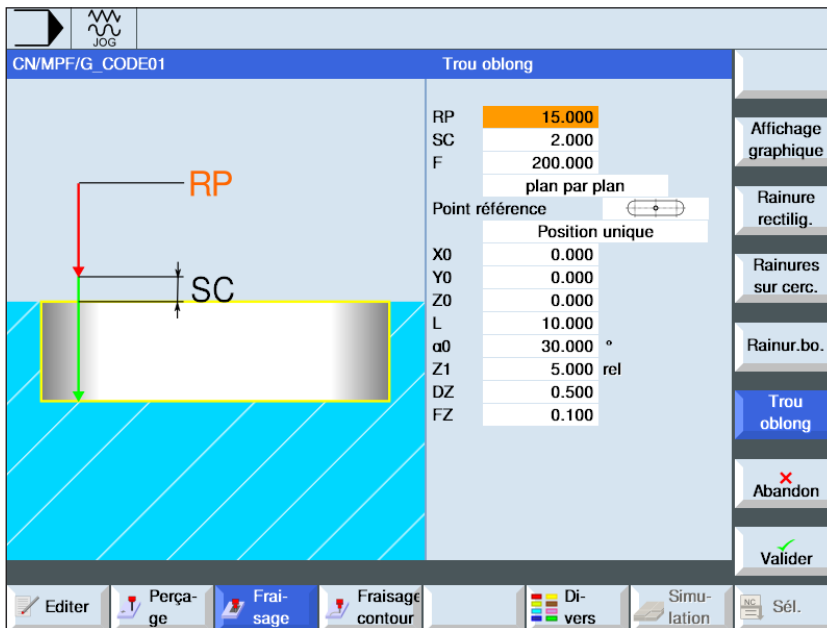 JOG
CN/MPF/G_CODE01
Trou oblong
RP
SC
RP 15.000
SC 2.000
F 200.000
plan par plan
Point référence
Position unique
X0 0.000
Y0 0.000
Z0 0.000
L 10.000
α0 30.000 °
Z1 5.000 rel
DZ 0.500
FZ 0.100
Affichage
graphique
Rainure
rectilig.
Rainures
sur cerc.
Rainur.bo.
Trou
oblong
Abandon
Valider
Editer
Perça-
ge
Frai-
sage
Fraisage
contour
Di-
vers
Simu-
lation
NC
Sél.